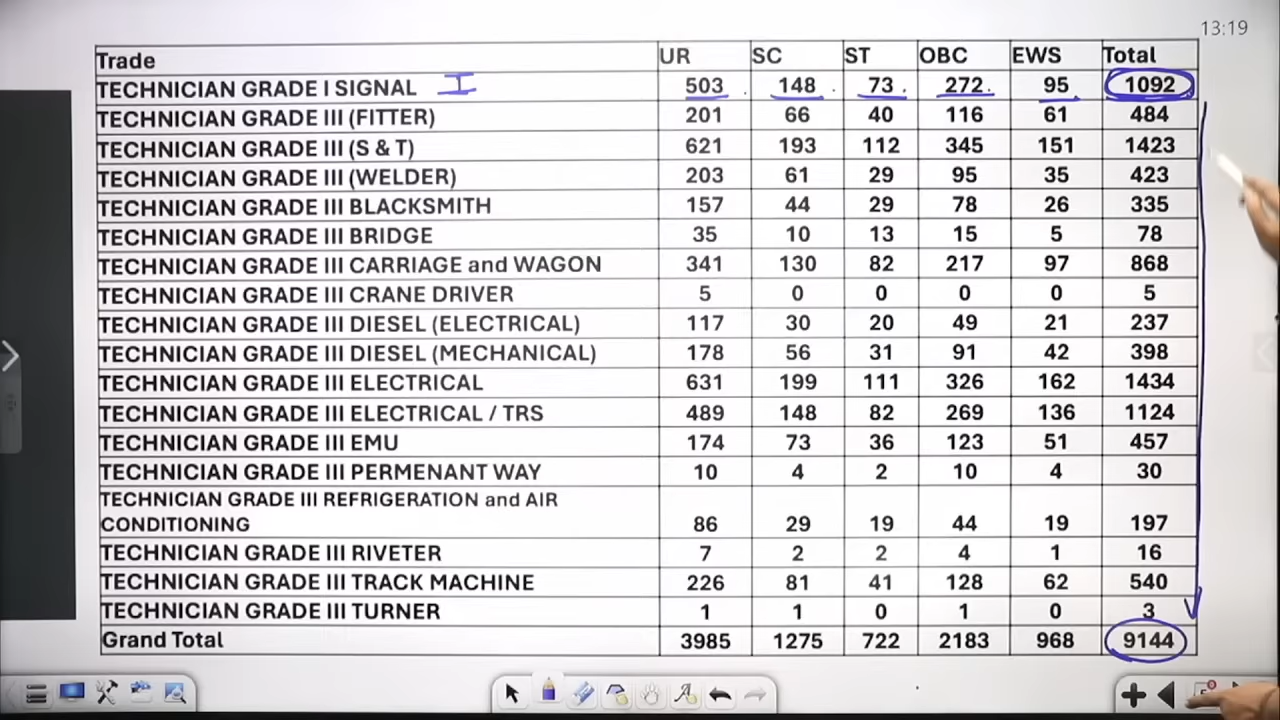 13:19
Trade UR SC ST OBC EWS Total
TECHNICIAN GRADE I SIGNAL I 503 148 73 272 95 1092
TECHNICIAN GRADE III (FITTER) 201 66 40 116 61 484
TECHNICIAN GRADE III (S & T) 621 193 112 345 151 1423
TECHNICIAN GRADE III (WELDER) 203 61 29 95 35 423
TECHNICIAN GRADE III BLACKSMITH 157 44 29 78 26 335
TECHNICIAN GRADE III BRIDGE 35 10 13 15 5 78
TECHNICIAN GRADE III CARRIAGE and WAGON 341 130 82 217 97 868
TECHNICIAN GRADE III CRANE DRIVER 5 0 0 0 0 5
TECHNICIAN GRADE III DIESEL (ELECTRICAL) 117 30 20 49 21 237
TECHNICIAN GRADE III DIESEL (MECHANICAL) 178 56 31 91 42 398
TECHNICIAN GRADE III ELECTRICAL 631 199 111 326 162 1434
TECHNICIAN GRADE III ELECTRICAL / TRS 489 148 82 269 136 1124
TECHNICIAN GRADE III EMU 174 73 36 123 51 457
TECHNICIAN GRADE III PERMENANT WAY 10 4 2 10 4 30
TECHNICIAN GRADE III REFRIGERATION and AIR
CONDITIONING 86 29 19 44 19 197
TECHNICIAN GRADE III RIVETER 7 2 2 4 1 16
TECHNICIAN GRADE III TRACK MACHINE 226 81 41 128 62 540
TECHNICIAN GRADE III TURNER 1 1 0 1 0 3
Grand Total 3985 1275 722 2183 968 9144